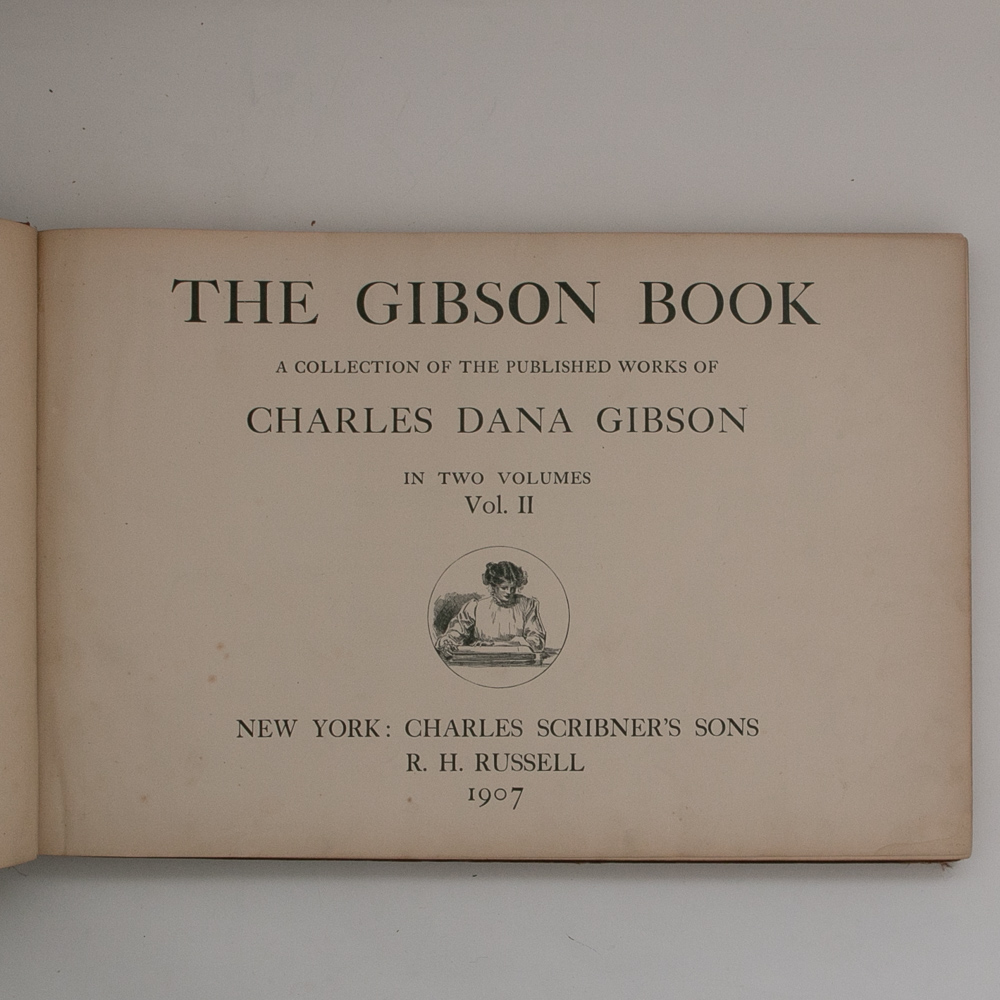 THE GIBSON BOOK
A COLLECTION OF THE PUBLISHED WORKS OF
CHARLES DANA GIBSON
IN TWO VOLUMES
Vol. II
NEW YORK: CHARLES SCRIBNER'S SONS
R. H. RUSSELL
1907